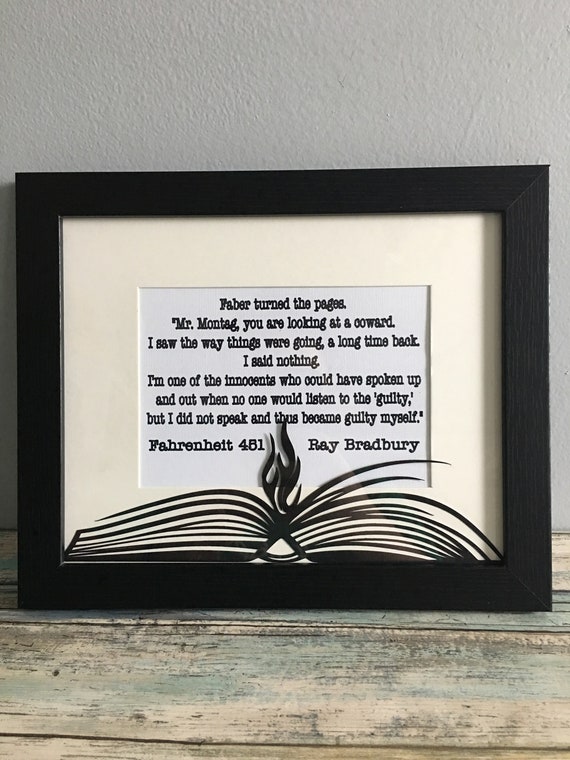 Faber turned the pages.
"Mr. Montag, you are looking at a coward.
I saw the way things were going, a long time back.
I said nothing.
I'm one of the innocents who could have spoken up
and out when no one would listen to the 'guilty,'
but I did not speak and thus became guilty myself."
Fahrenheit 451 Ray Bradbury